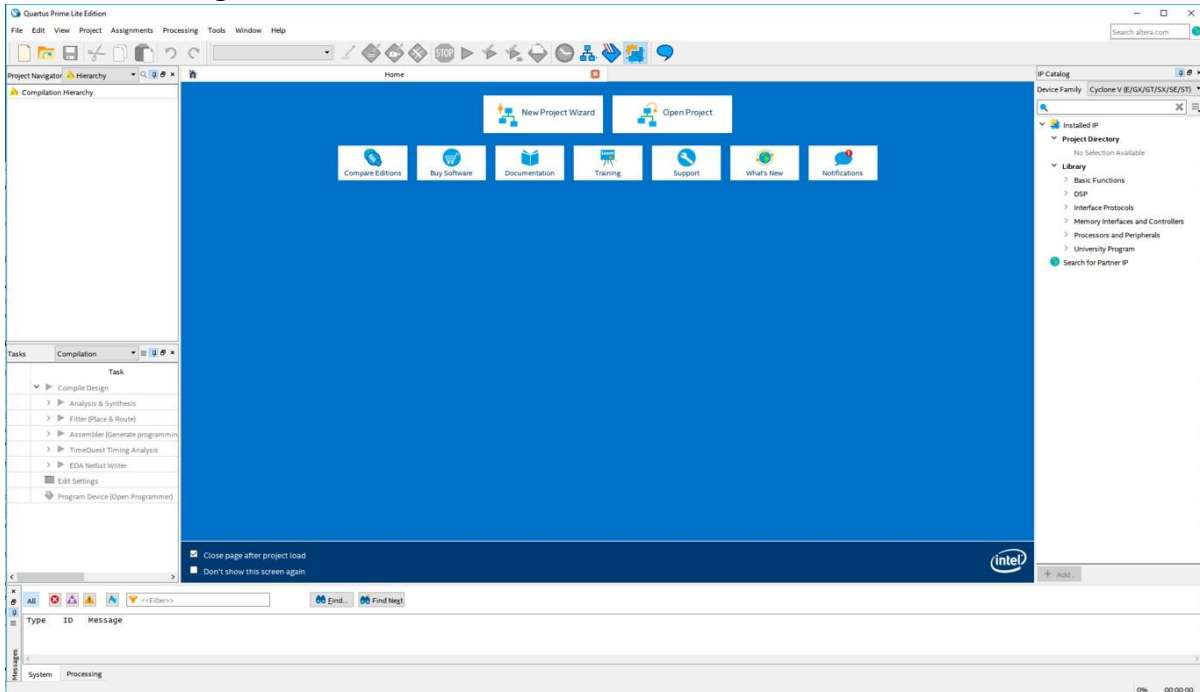 Quartus Prime Lite Edition
File Edit View Project Assignments Processing Tools Window Help
Search altera.com
STOP
Project Navigator Hierarchy
Home
IP Catalog
Compilation Hierarchy
Device Family Cyclone V (E/GX/GT/SX/SE/ST)
New Project Wizard
Open Project
Installed IP
Project Directory
No Selection Available
Library
Basic Functions
DSP
Interface Protocols
Memory Interfaces and Controllers
Processors and Peripherals
University Program
Search for Partner IP
Compare Editions
Buy Software
Documentation
Training
Support
What's New
Notifications
Tasks Compilation
Task
Compile Design
Analysis & Synthesis
Fitter (Place & Route)
Assembler (Generate programmin
TimeQuest Timing Analysis
EDA Netlist Writer
Edit Settings
Program Device (Open Programmer)
Close page after project load
Don't show this screen again
intel
+ Add...
All <<Filter>> Find... Find Next
Type ID Message
Messages
System Processing
0% 00:00:00